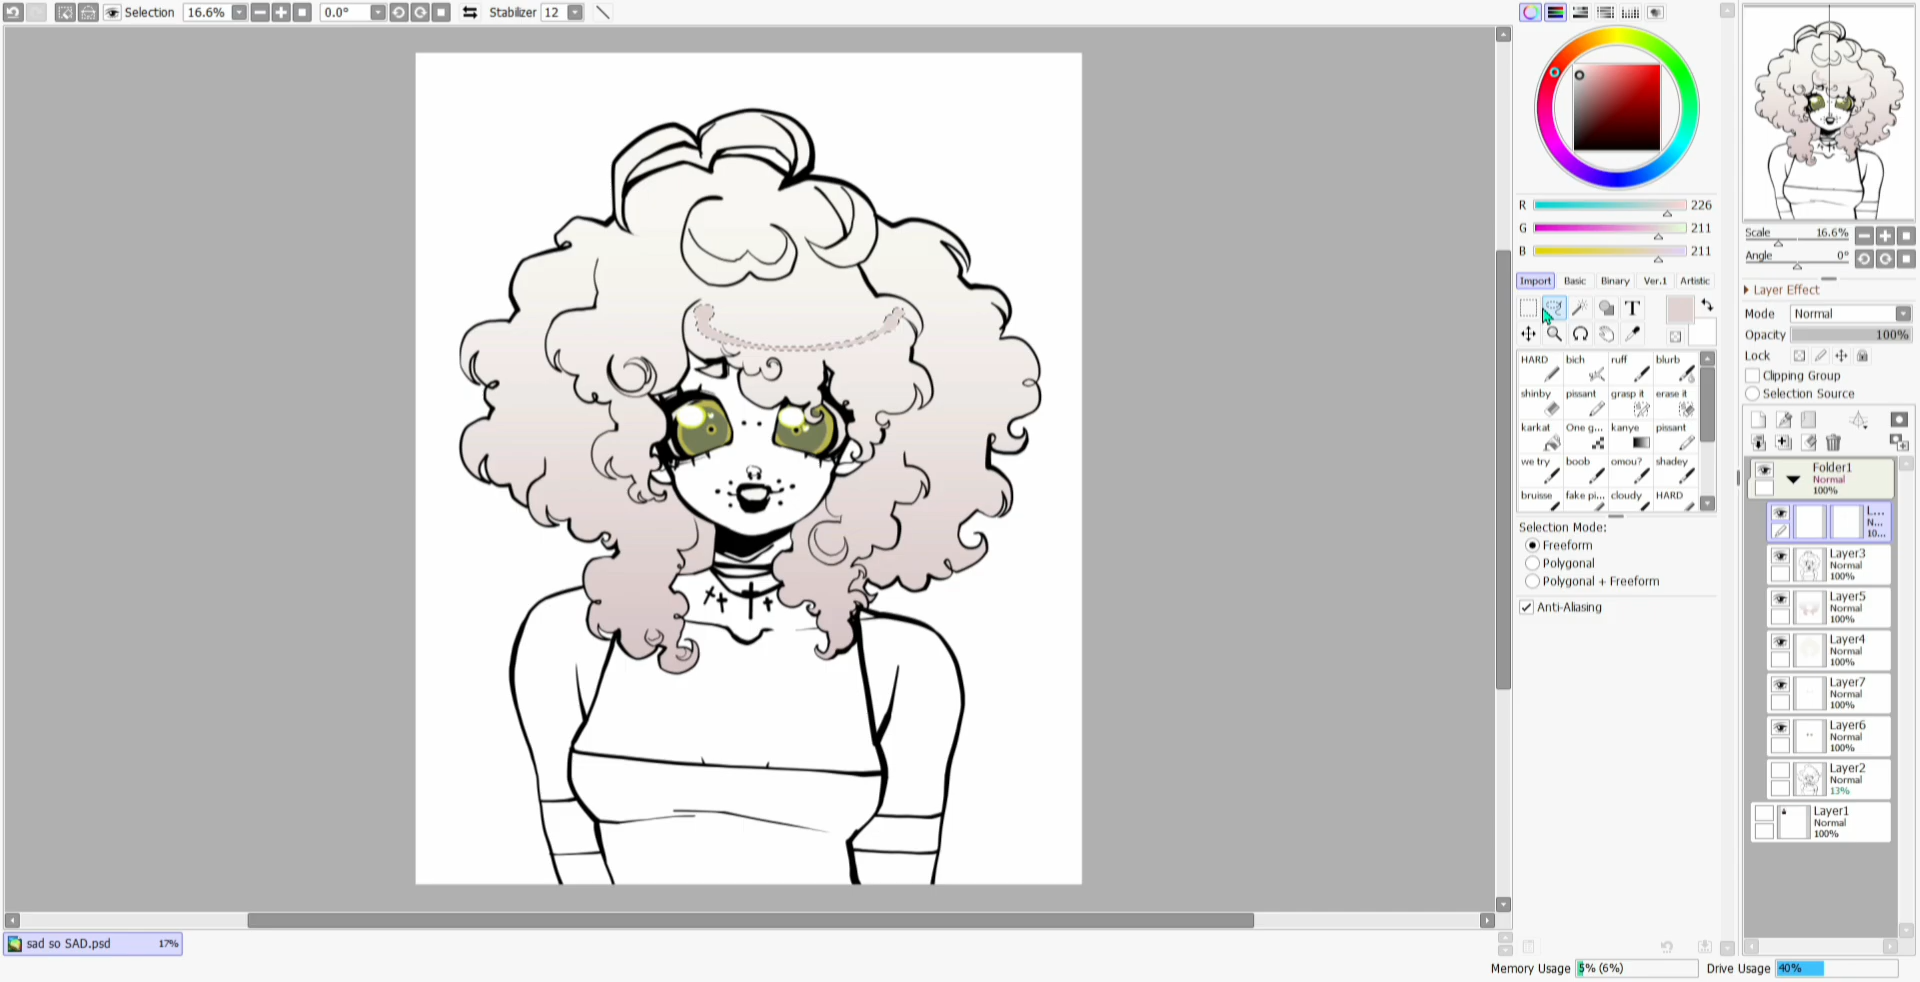 Selection 16.6% 0.0° Stabilizer 12
R 226
G 211
B 211
Scale 16.6%
Angle 0°
Import Basic Binary Ver.1 Artistic
T
Layer Effect
Mode Normal
Opacity 100%
Lock
Clipping Group
Selection Source
HARD bich ruff blurb
shinby pissant grasp it erase it
karkat One g... kanye pissant
we try boob omou? shadey
bruisse fake pi... cloudy HARD
Selection Mode:
Freeform
Polygonal
Polygonal + Freeform
Anti-Aliasing
Folder1
Normal
100%
L...
N...
10...
Layer3
Normal
100%
Layer5
Normal
100%
Layer4
Normal
100%
Layer7
Normal
100%
Layer6
Normal
100%
Layer2
Normal
13%
Layer1
Normal
100%
sad so SAD.psd 17%
Memory Usage 5% (6%) Drive Usage 40%